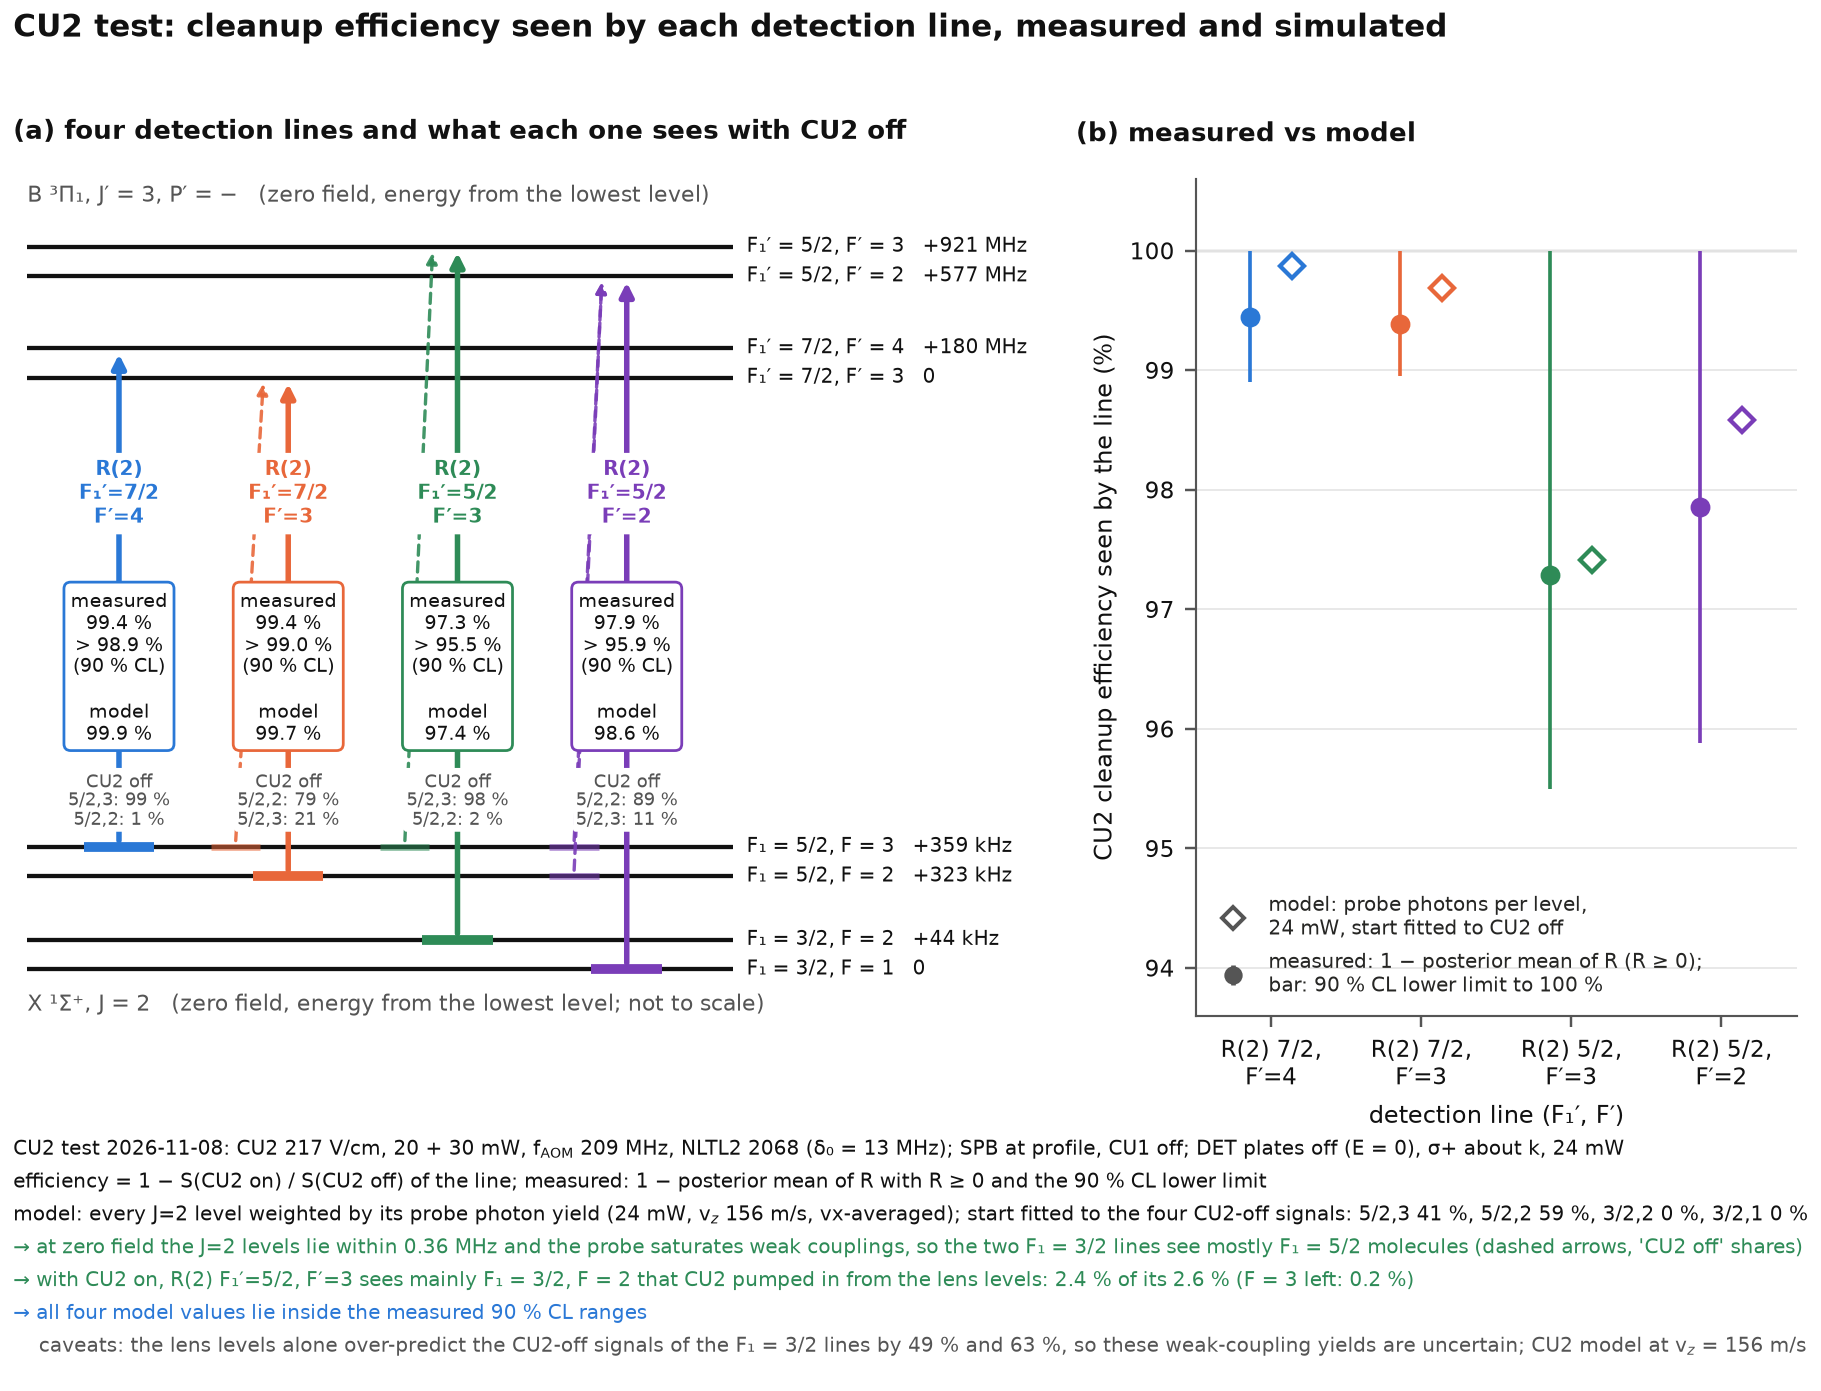 CU2 test: cleanup efficiency seen by each detection line, measured and simulated
(a) four detection lines and what each one sees with CU2 off
B ³Π₁, J′ = 3, P′ = −   (zero field, energy from the lowest level)
F₁′ = 5/2, F′ = 3   +921 MHz
F₁′ = 5/2, F′ = 2   +577 MHz
F₁′ = 7/2, F′ = 4   +180 MHz
F₁′ = 7/2, F′ = 3   0
R(2)
F₁′=7/2
F′=4
R(2)
F₁′=7/2
F′=3
R(2)
F₁′=5/2
F′=3
R(2)
F₁′=5/2
F′=2
measured
99.4 %
> 98.9 %
(90 % CL)
model
99.9 %
measured
99.4 %
> 99.0 %
(90 % CL)
model
99.7 %
measured
97.3 %
> 95.5 %
(90 % CL)
model
97.4 %
measured
97.9 %
> 95.9 %
(90 % CL)
model
98.6 %
CU2 off
5/2,3: 99 %
5/2,2: 1 %
CU2 off
5/2,2: 79 %
5/2,3: 21 %
CU2 off
5/2,3: 98 %
5/2,2: 2 %
CU2 off
5/2,2: 89 %
5/2,3: 11 %
F₁ = 5/2, F = 3   +359 kHz
F₁ = 5/2, F = 2   +323 kHz
F₁ = 3/2, F = 2   +44 kHz
F₁ = 3/2, F = 1   0
X ¹Σ⁺, J = 2   (zero field, energy from the lowest level; not to scale)
(b) measured vs model
CU2 cleanup efficiency seen by the line (%)
100
99
98
97
96
95
94
model: probe photons per level,
24 mW, start fitted to CU2 off
measured: 1 − posterior mean of R (R ≥ 0);
bar: 90 % CL lower limit to 100 %
R(2) 7/2,
F′=4
R(2) 7/2,
F′=3
R(2) 5/2,
F′=3
R(2) 5/2,
F′=2
detection line (F₁′, F′)
CU2 test 2026-11-08: CU2 217 V/cm, 20 + 30 mW, f_AOM 209 MHz, NLTL2 2068 (δ₀ = 13 MHz); SPB at profile, CU1 off; DET plates off (E = 0), σ+ about k, 24 mW
efficiency = 1 − S(CU2 on) / S(CU2 off) of the line; measured: 1 − posterior mean of R with R ≥ 0 and the 90 % CL lower limit
model: every J=2 level weighted by its probe photon yield (24 mW, v_z 156 m/s, vx-averaged); start fitted to the four CU2-off signals: 5/2,3 41 %, 5/2,2 59 %, 3/2,2 0 %, 3/2,1 0 %
→ at zero field the J=2 levels lie within 0.36 MHz and the probe saturates weak couplings, so the two F₁ = 3/2 lines see mostly F₁ = 5/2 molecules (dashed arrows, 'CU2 off' shares)
→ with CU2 on, R(2) F₁′=5/2, F′=3 sees mainly F₁ = 3/2, F = 2 that CU2 pumped in from the lens levels: 2.4 % of its 2.6 % (F = 3 left: 0.2 %)
→ all four model values lie inside the measured 90 % CL ranges
caveats: the lens levels alone over-predict the CU2-off signals of the F₁ = 3/2 lines by 49 % and 63 %, so these weak-coupling yields are uncertain; CU2 model at v_z = 156 m/s